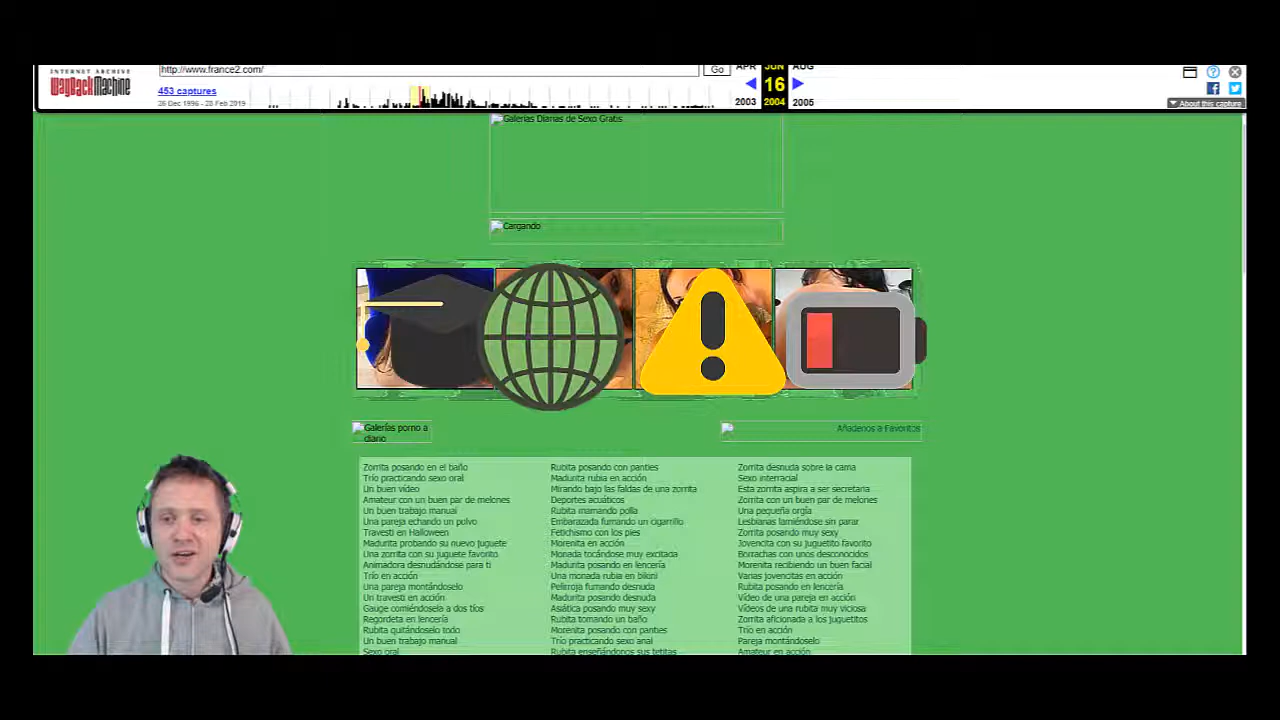 INTERNET ARCHIVE
WayBackMachine
http://www.france2.com/
Go
APR JUN AUG
16
2003 2004 2005
453 captures
26 Dec 1996 - 28 Feb 2019
About this capture
Galerías Diarias de Sexo Gratis
Cargando
Galerías porno a
diario
Añadenos a Favoritos
Zorrita posando en el baño
Trío practicando sexo oral
Un buen vídeo
Amateur con un buen par de melones
Un buen trabajo manual
Una pareja echando un polvo
Travesti en Halloween
Madurita probando su nuevo juguete
Una zorrita con su juguete favorito
Animadora desnudándose para ti
Trío en acción
Una pareja montándoselo
Un travesti en acción
Gauge comiéndosela a dos tíos
Regordeta en lencería
Rubita quitándoselo todo
Un buen trabajo manual
Sexo oral
Rubita posando con panties
Madurita rubia en acción
Mirando bajo las faldas de una zorrita
Deportes acuáticos
Rubita mamando polla
Embarazada fumando un cigarrillo
Fetichismo con los pies
Morenita en acción
Monada tocándose muy excitada
Madurita posando en lencería
Una monada rubia en bikini
Pelirroja fumando desnuda
Madurita posando desnuda
Asiática posando muy sexy
Rubita tomando un baño
Morenita posando con panties
Trío practicando sexo anal
Rubita enseñándonos sus tetitas
Zorrita desnuda sobre la cama
Sexo interracial
Esta zorrita aspira a ser secretaria
Zorrita con un buen par de melones
Una pequeña orgía
Lesbianas lamiéndose sin parar
Zorrita posando muy sexy
Jovencita con su juguetito favorito
Borrachas con unos desconocidos
Morenita recibiendo un buen facial
Varias jovencitas en acción
Rubita posando en lencería
Vídeo de una pareja en acción
Vídeos de una rubita muy viciosa
Zorrita aficionada a los juguetitos
Trío en acción
Pareja montándoselo
Amateur en acción